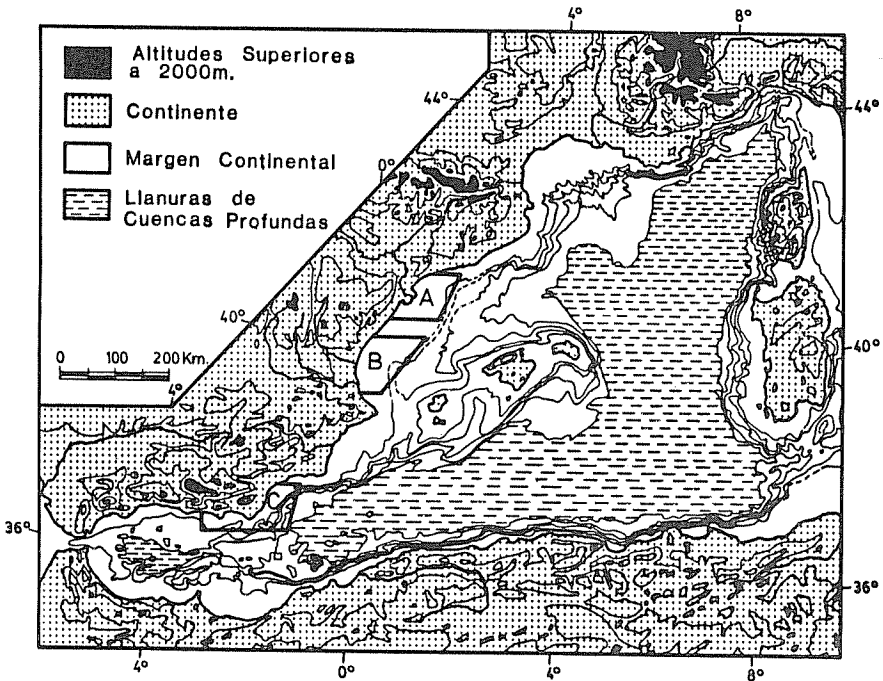 4°
8°
Altitudes Superiores
a 2000m.
Continente
Margen Continental
Llanuras de
Cuencas Profundas
44°
44°
0°
A
40°
B
0 100 200 Km.
40°
4°
C
36°
36°
4°
0°
4°
8°